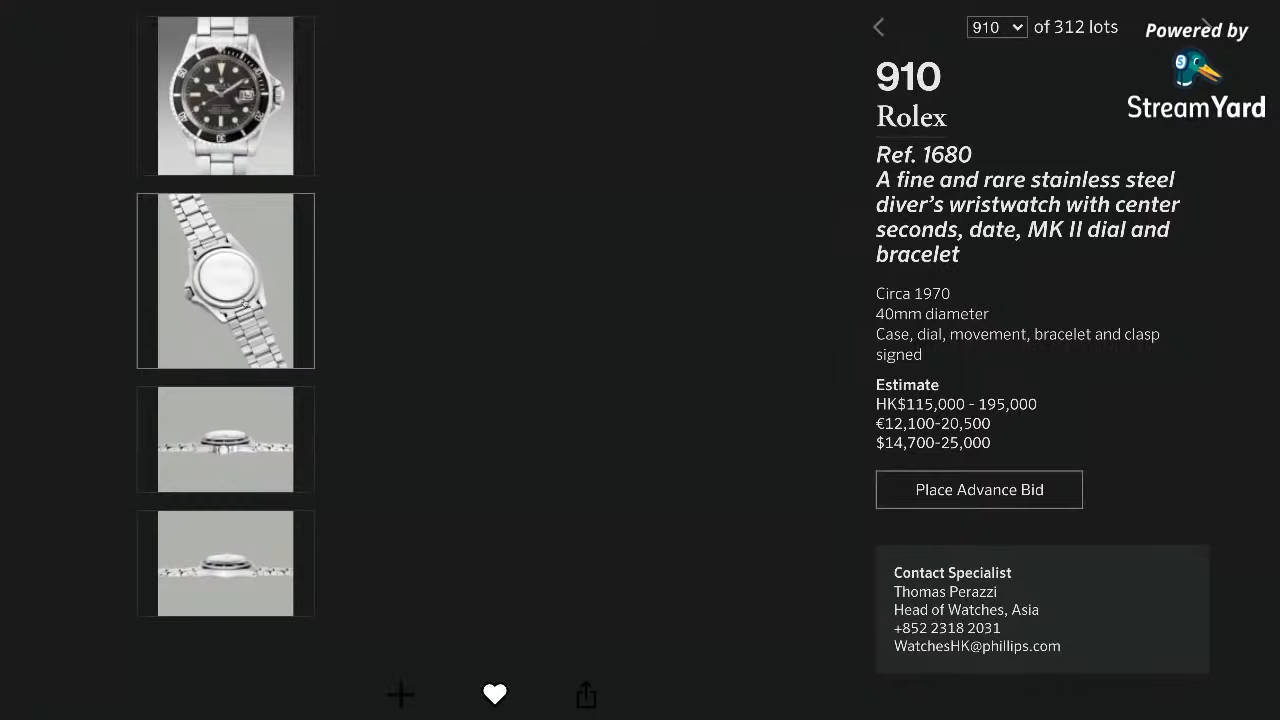 910 of 312 lots
Powered by
StreamYard
910
Rolex
Ref. 1680
A fine and rare stainless steel
diver's wristwatch with center
seconds, date, MK II dial and
bracelet
Circa 1970
40mm diameter
Case, dial, movement, bracelet and clasp
signed
Estimate
HK$115,000 - 195,000
€12,100-20,500
$14,700-25,000
Place Advance Bid
Contact Specialist
Thomas Perazzi
Head of Watches, Asia
+852 2318 2031
WatchesHK@phillips.com